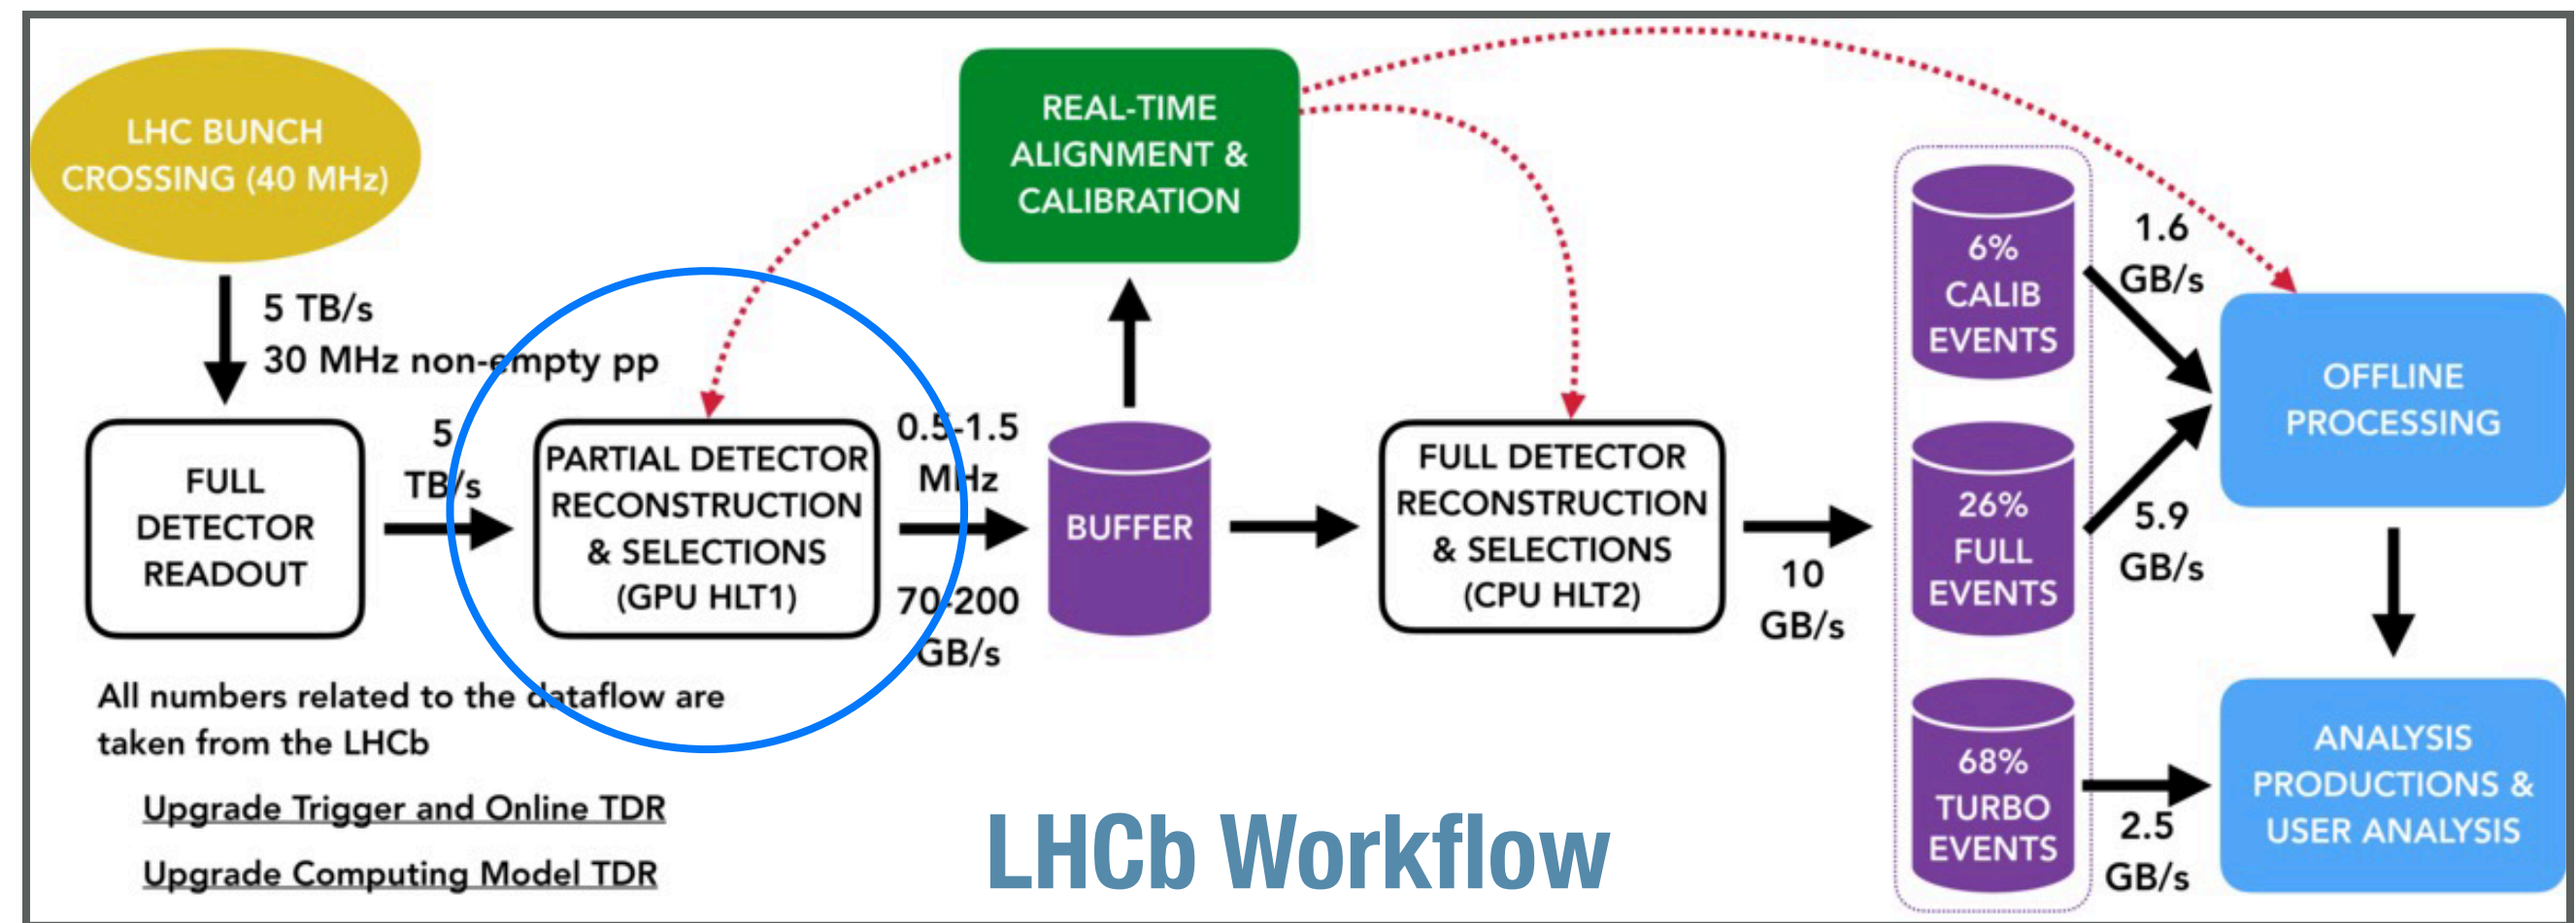 LHC BUNCH
CROSSING (40 MHz)
5 TB/s
30 MHz non-empty pp
FULL
DETECTOR
READOUT
5
TB/s
PARTIAL DETECTOR
RECONSTRUCTION
& SELECTIONS
(GPU HLT1)
0.5-1.5
MHz
70-200
GB/s
REAL-TIME
ALIGNMENT &
CALIBRATION
BUFFER
FULL DETECTOR
RECONSTRUCTION
& SELECTIONS
(CPU HLT2)
10
GB/s
6%
CALIB
EVENTS
26%
FULL
EVENTS
68%
TURBO
EVENTS
1.6
GB/s
5.9
GB/s
2.5
GB/s
OFFLINE
PROCESSING
ANALYSIS
PRODUCTIONS &
USER ANALYSIS
All numbers related to the dataflow are
taken from the LHCb
Upgrade Trigger and Online TDR
Upgrade Computing Model TDR
LHCb Workflow